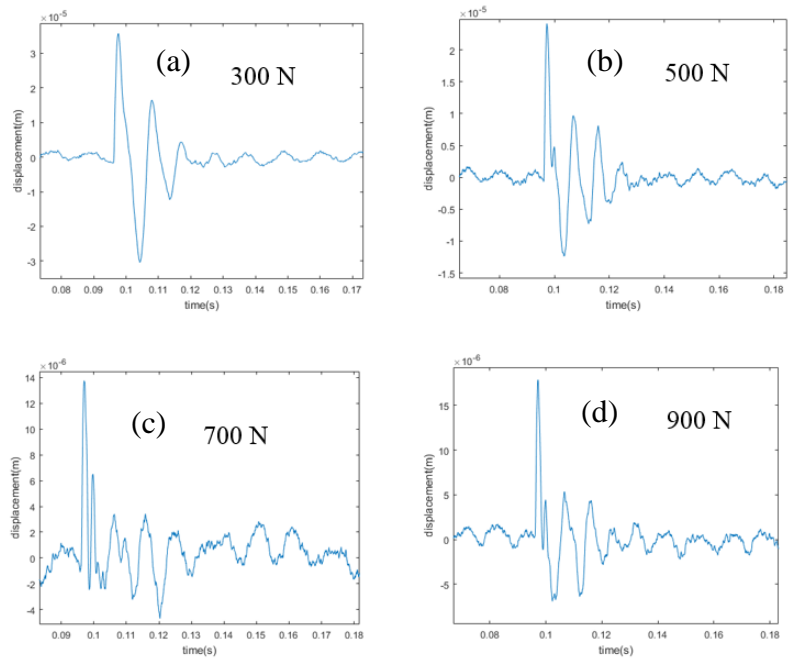 ×10⁻⁵
(a)
300 N
3
2
1
0
-1
-2
-3
displacement(m)
0.08 0.09 0.1 0.11 0.12 0.13 0.14 0.15 0.16 0.17
time(s)
×10⁻⁵
(b)
500 N
2
1.5
1
0.5
0
-0.5
-1
-1.5
displacement(m)
0.08 0.1 0.12 0.14 0.16 0.18
time(s)
×10⁻⁶
(c)
700 N
14
12
10
8
6
4
2
0
-2
-4
displacement(m)
0.09 0.1 0.11 0.12 0.13 0.14 0.15 0.16 0.17 0.18
time(s)
×10⁻⁶
(d)
900 N
15
10
5
0
-5
displacement(m)
0.08 0.1 0.12 0.14 0.16 0.18
time(s)